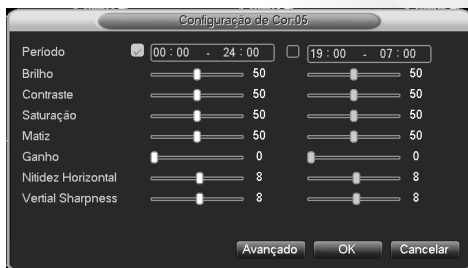 Configuração de Cor:05
Período 00:00 - 24:00 19:00 - 07:00
Brilho 50 50
Contraste 50 50
Saturação 50 50
Matiz 50 50
Ganho 0 0
Nitidez Horizontal 8 8
Vertial Sharpness 8 8
Avançado OK Cancelar